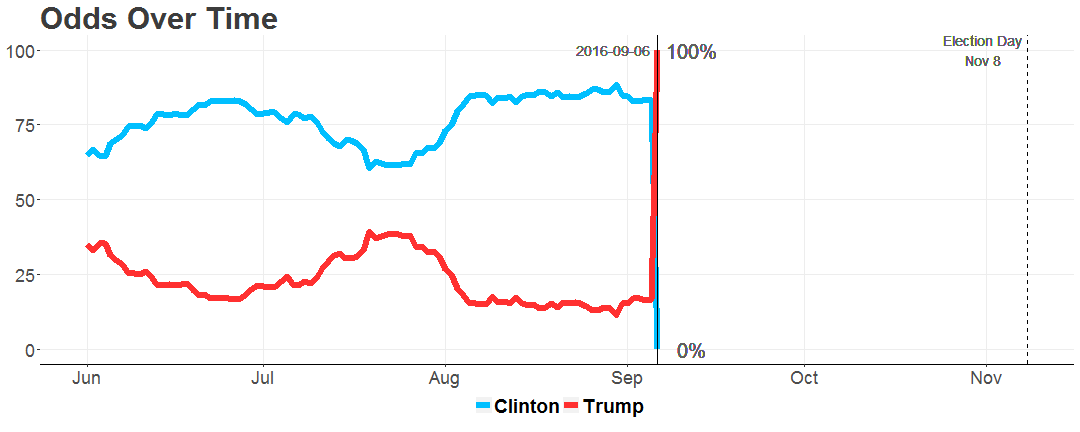 Odds Over Time
100
75
50
25
0
2016-09-06
100%
0%
Election Day
Nov 8
Jun
Jul
Aug
Sep
Oct
Nov
Clinton
Trump